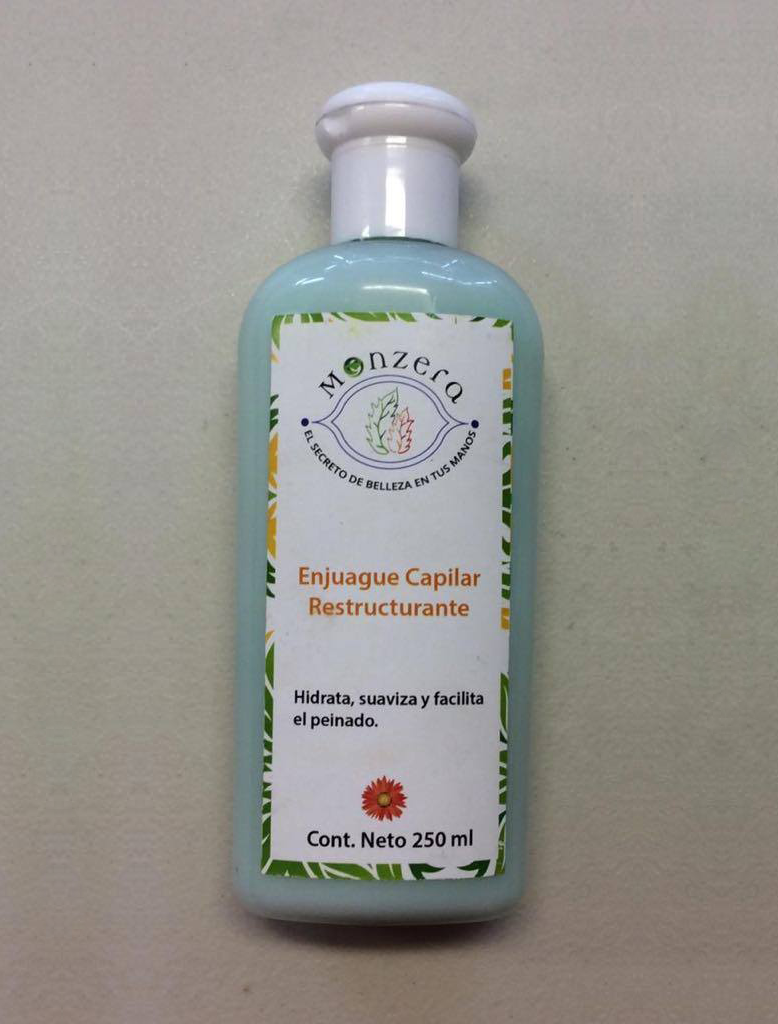 Monzera
EL SECRETO DE BELLEZA EN TUS MANOS
Enjuague Capilar
Restructurante
Hidrata, suaviza y facilita
el peinado.
Cont. Neto 250 ml